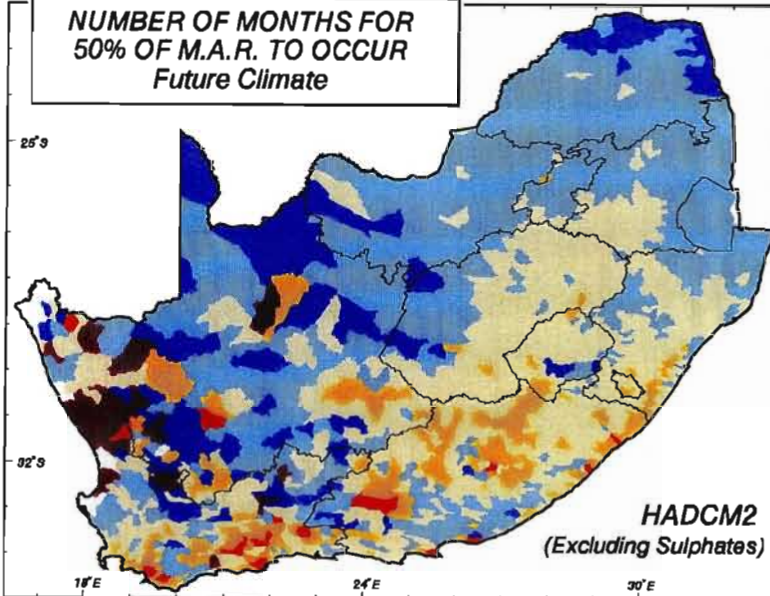 NUMBER OF MONTHS FOR
50% OF M.A.R. TO OCCUR
Future Climate
25°S
32°S
HADCM2
(Excluding Sulphates)
18°E
24°E
30°E